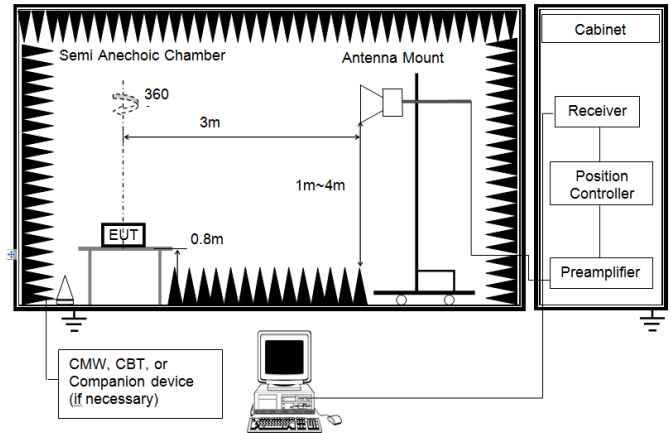 Semi Anechoic Chamber
Antenna Mount
360
3m
1m~4m
EUT
0.8m
Cabinet
Receiver
Position
Controller
Preamplifier
CMW, CBT, or
Companion device
(if necessary)